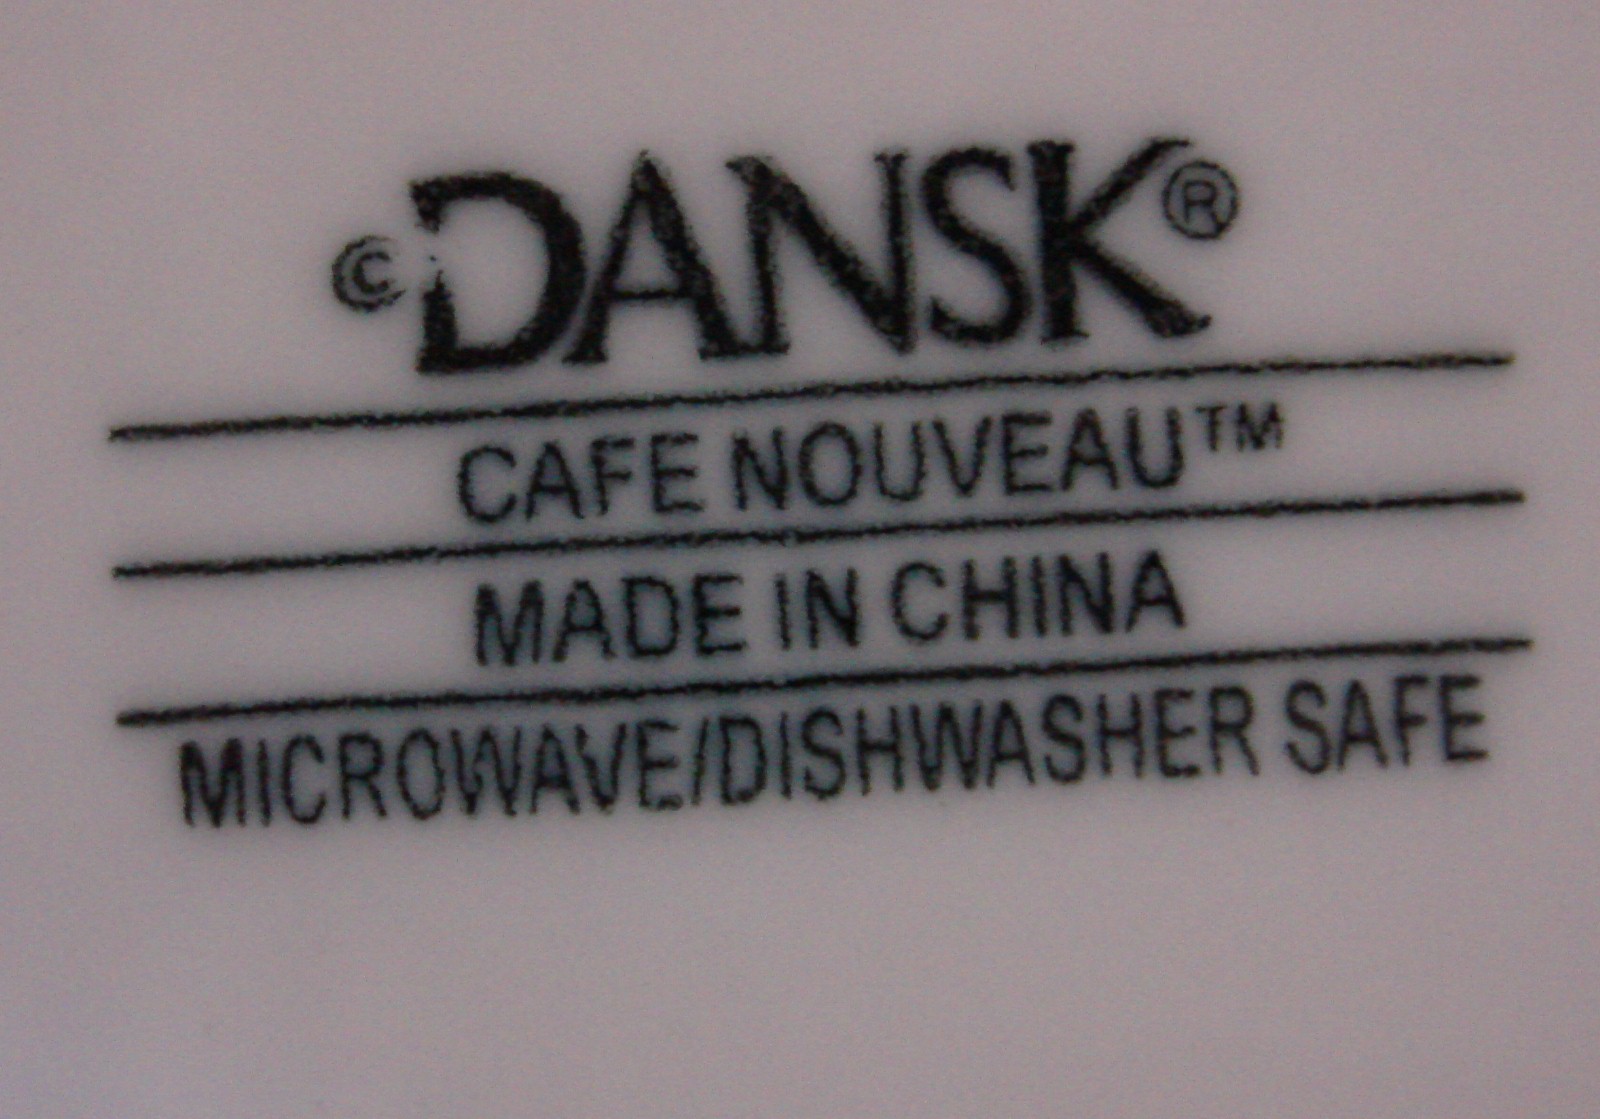 © DANSK®
CAFE NOUVEAU™
MADE IN CHINA
MICROWAVE/DISHWASHER SAFE